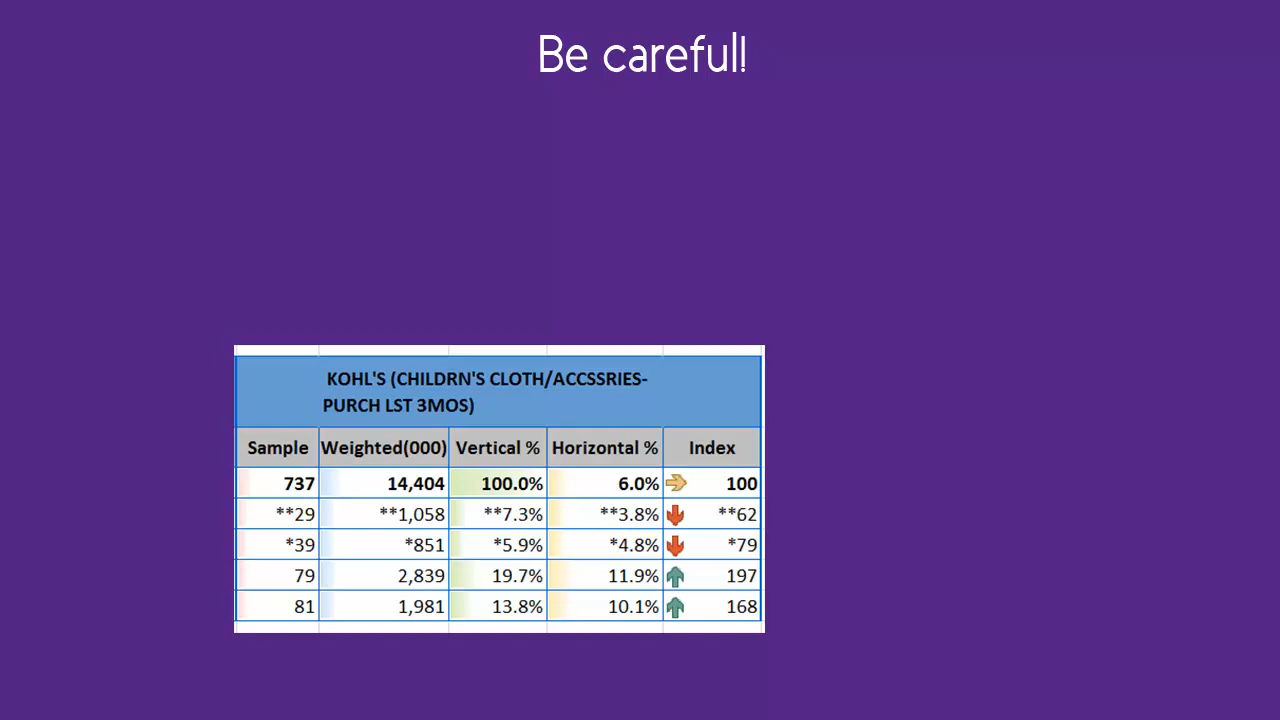 Be careful!
KOHL'S (CHILDRN'S CLOTH/ACCSSRIES-
PURCH LST 3MOS)
Sample Weighted(000) Vertical % Horizontal % Index
737 14,404 100.0% 6.0% 100
**29 **1,058 **7.3% **3.8% **62
*39 *851 *5.9% *4.8% *79
79 2,839 19.7% 11.9% 197
81 1,981 13.8% 10.1% 168